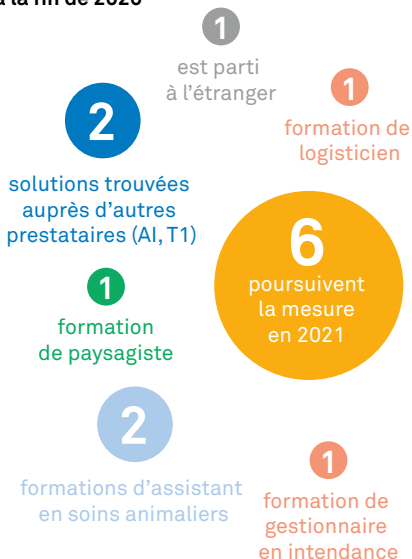 à la fin de 2020
1
est parti
à l'étranger
1
formation de
logisticien
2
solutions trouvées
auprès d'autres
prestataires (AI, T1)
6
poursuivent
la mesure
en 2021
1
formation
de paysagiste
2
formations d'assistant
en soins animaliers
1
formation de
gestionnaire
en intendance